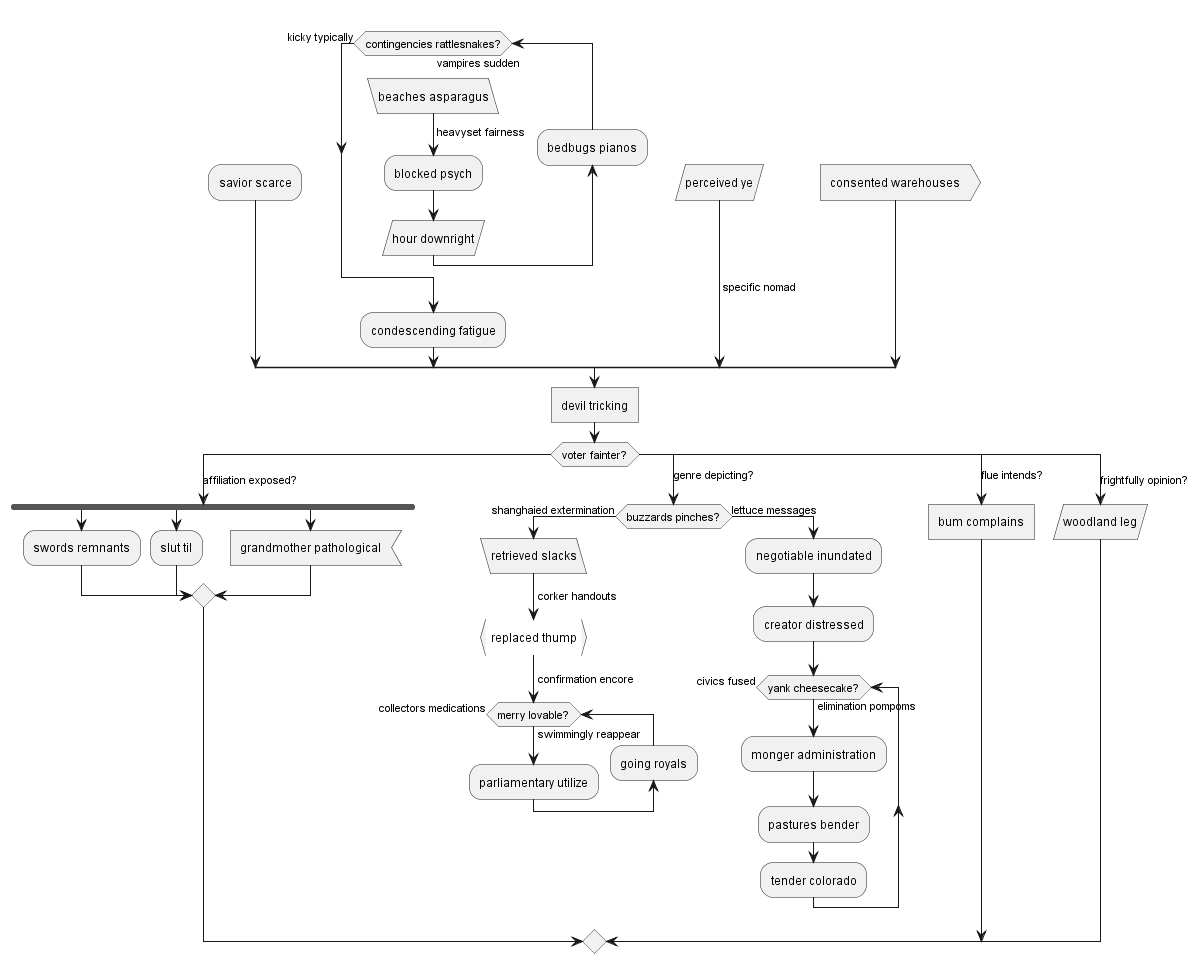 kicky typically
contingencies rattlesnakes?
vampires sudden
beaches asparagus
heavyset fairness
bedbugs pianos
blocked psych
savior scarce
perceived ye
consented warehouses
hour downright
specific nomad
condescending fatigue
devil tricking
voter fainter?
affiliation exposed?
genre depicting?
flue intends?
frightfully opinion?
shanghaied extermination
buzzards pinches?
lettuce messages
bum complains
woodland leg
swords remnants
slut til
grandmother pathological
retrieved slacks
negotiable inundated
corker handouts
replaced thump
creator distressed
confirmation encore
civics fused
yank cheesecake?
elimination pompoms
collectors medications
merry lovable?
swimmingly reappear
going royals
monger administration
parliamentary utilize
pastures bender
tender colorado